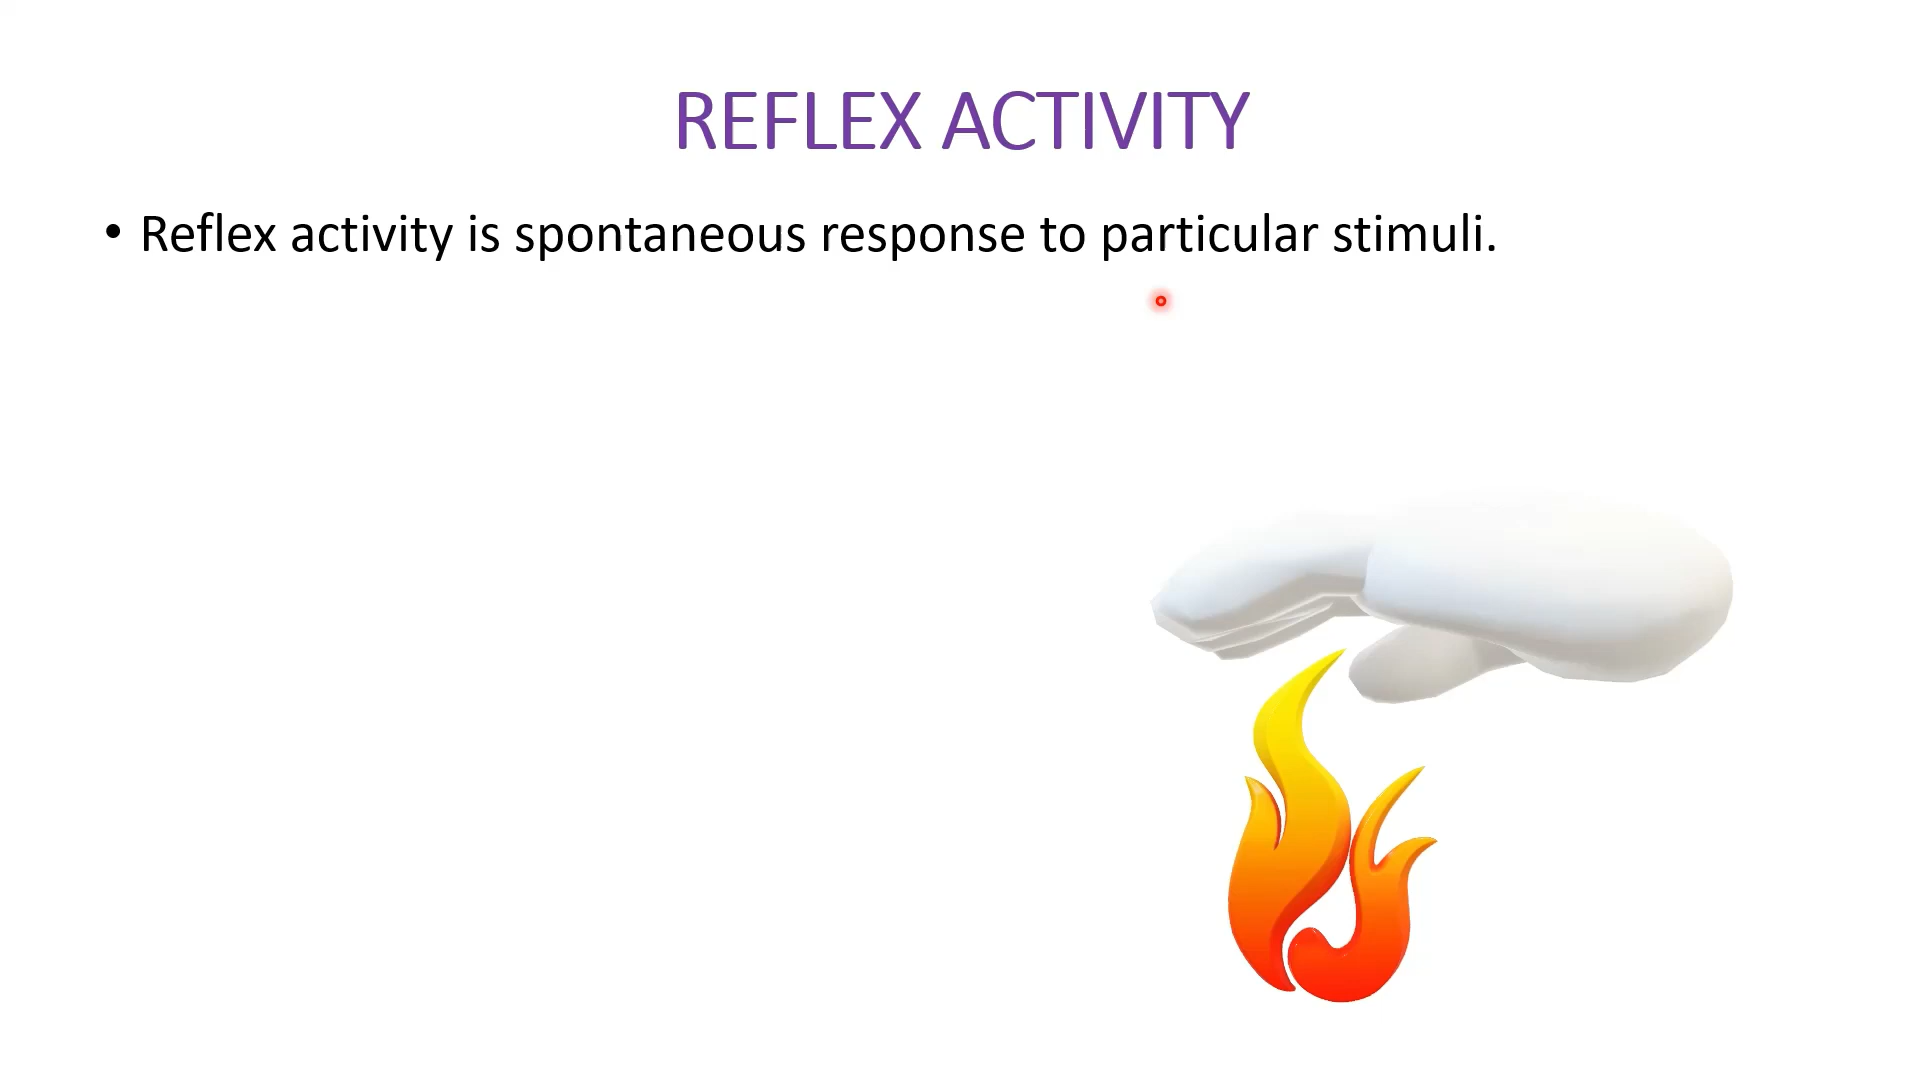 REFLEX ACTIVITY
• Reflex activity is spontaneous response to particular stimuli.